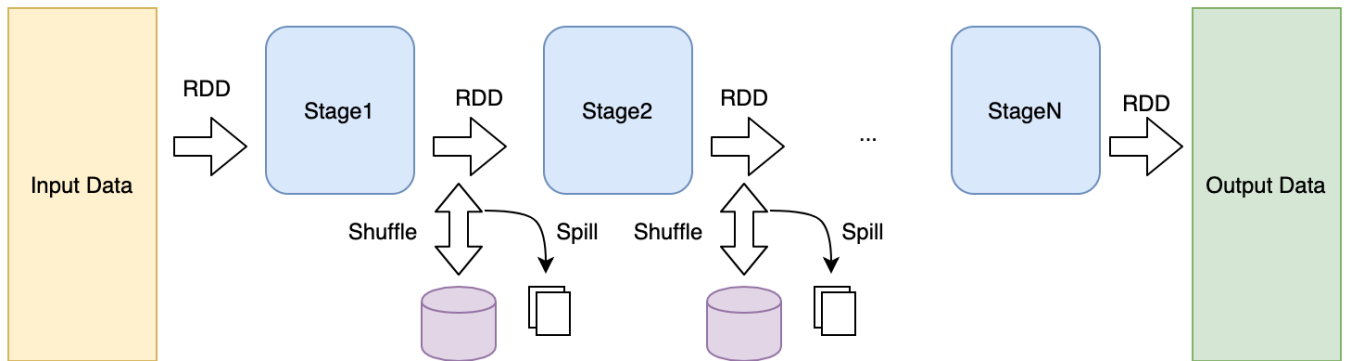 Input Data
RDD
Stage1
RDD
Shuffle
Spill
Stage2
RDD
Shuffle
Spill
...
StageN
RDD
Output Data